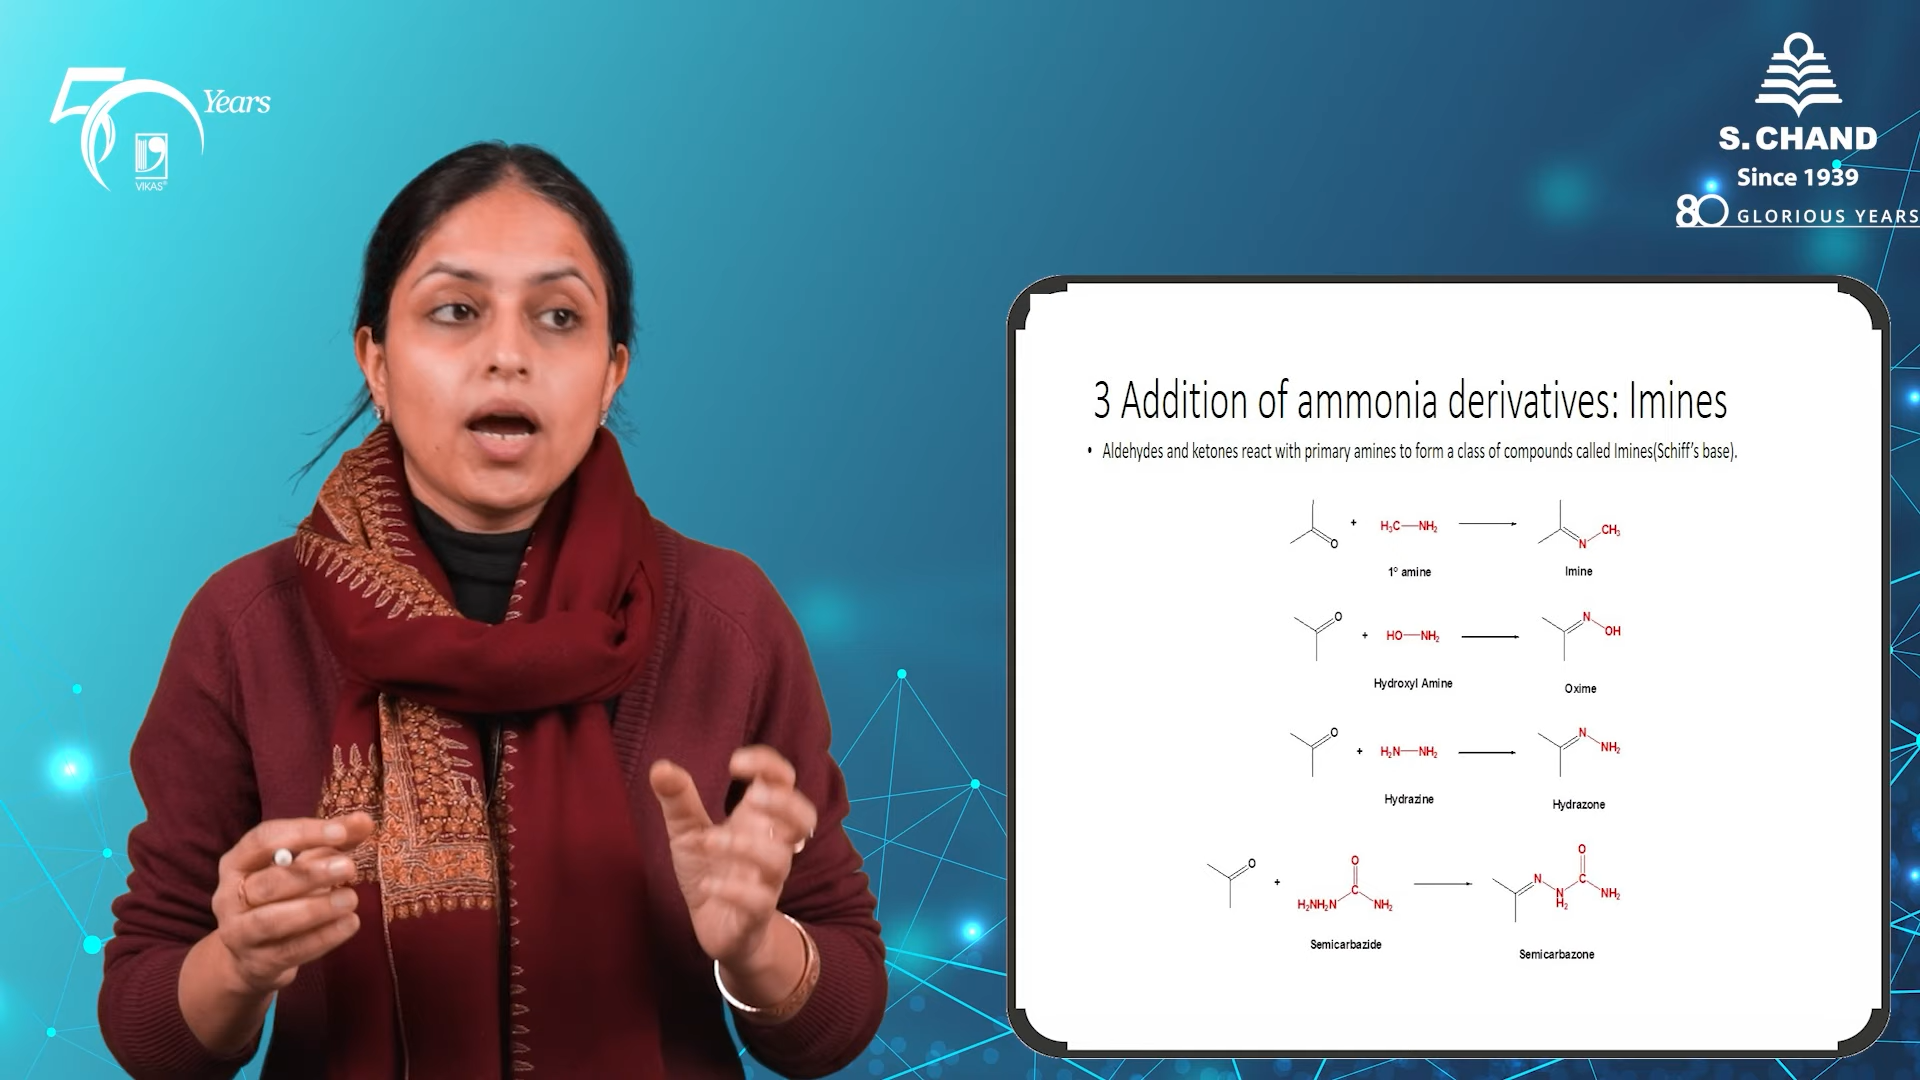 50 Years
VIKAS®
S. CHAND
Since 1939
80 GLORIOUS YEARS
3 Addition of ammonia derivatives: Imines
• Aldehydes and ketones react with primary amines to form a class of compounds called Imines(Schiff's base).
O + H₃C—NH₂ N CH₃
1° amine Imine
O + HO—NH₂ N OH
Hydroxyl Amine Oxime
O + H₂N—NH₂ N NH₂
Hydrazine Hydrazone
O + H₂NH₂N C O NH₂ N N H₂ C O NH₂
Semicarbazide Semicarbazone